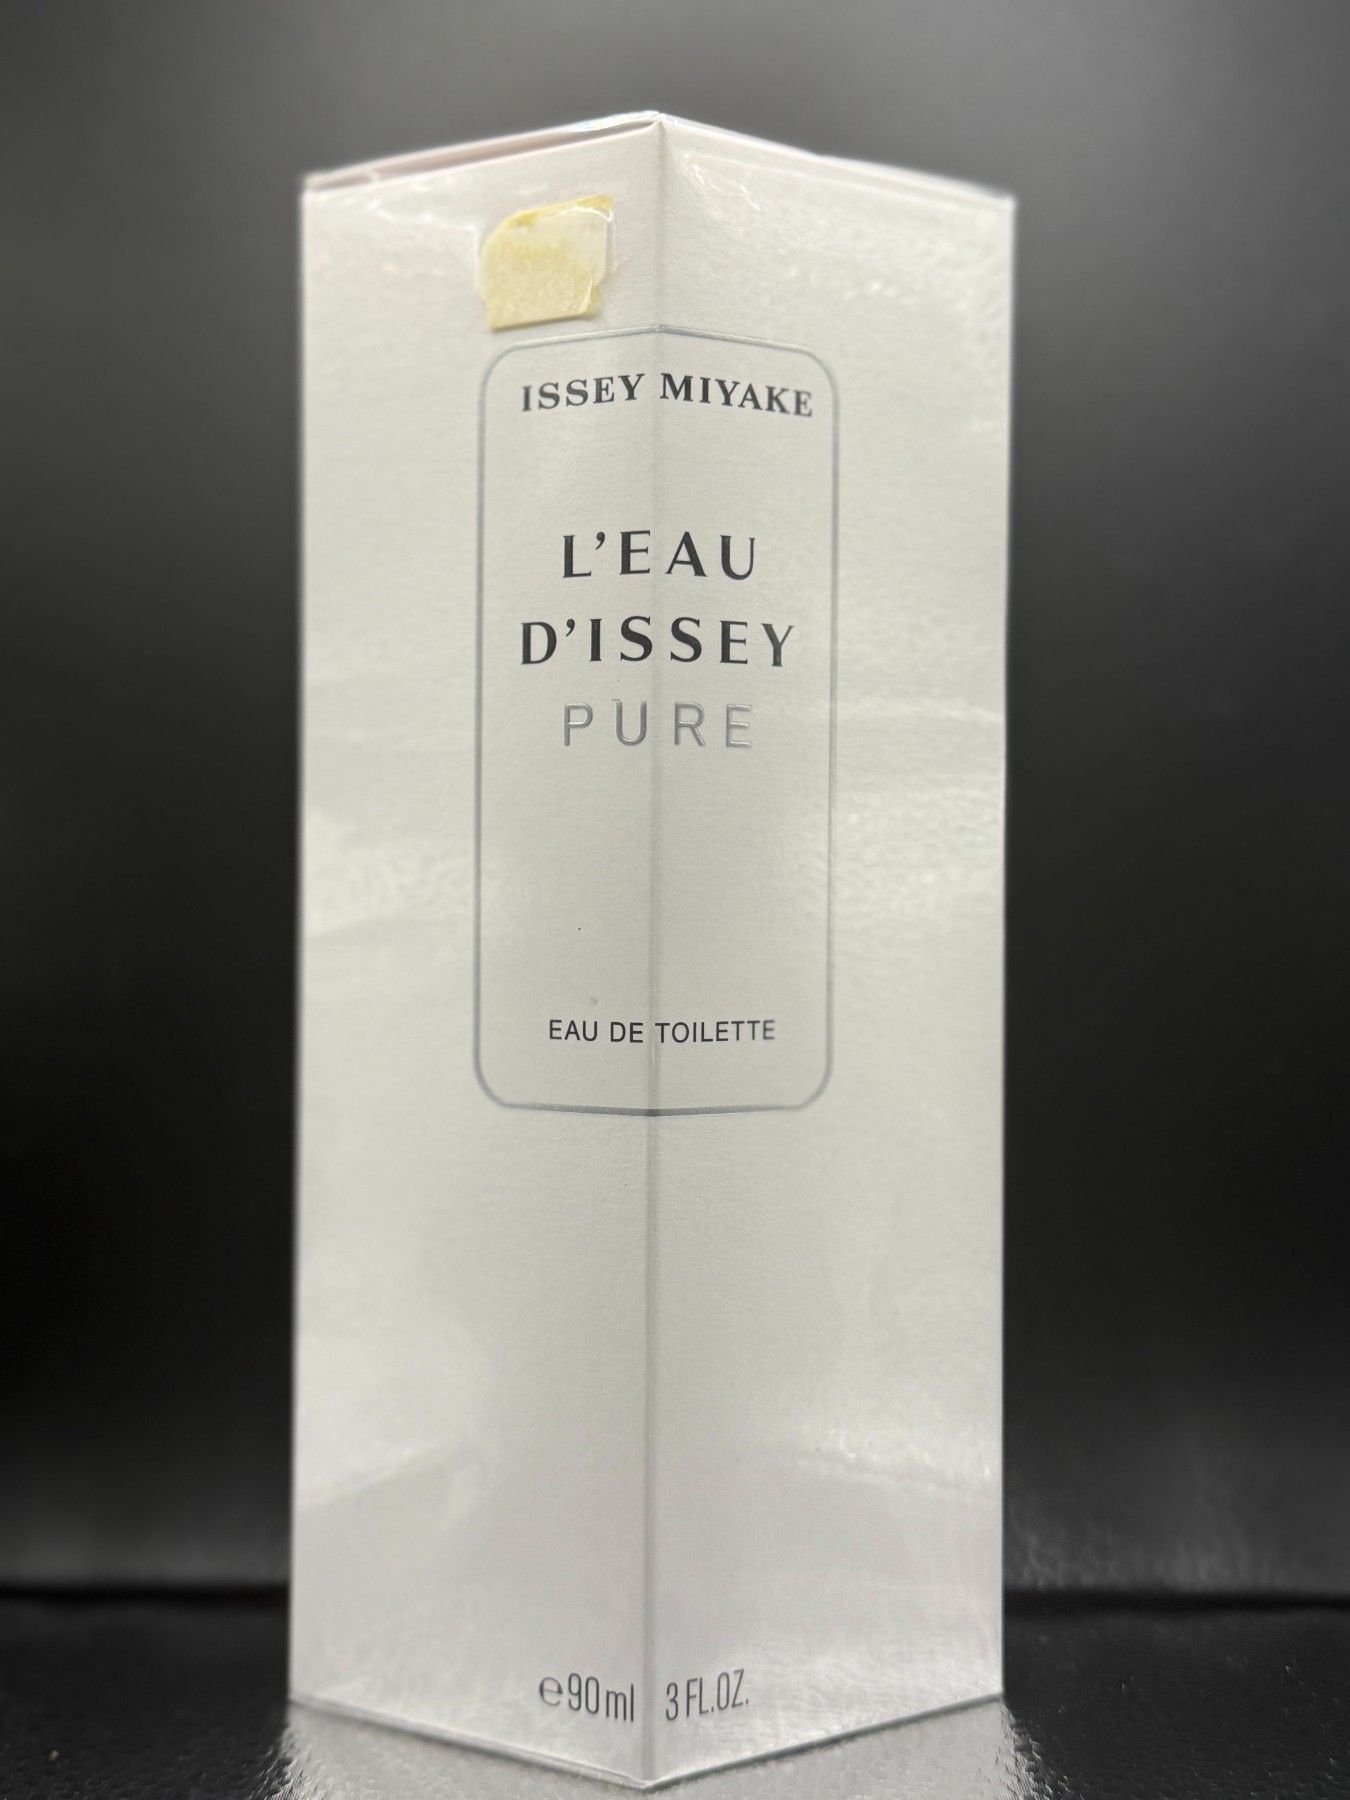 ISSEY MIYAKE
L’EAU
D’ISSEY
PURE
EAU DE TOILETTE
℮90ml 3 FL.OZ.